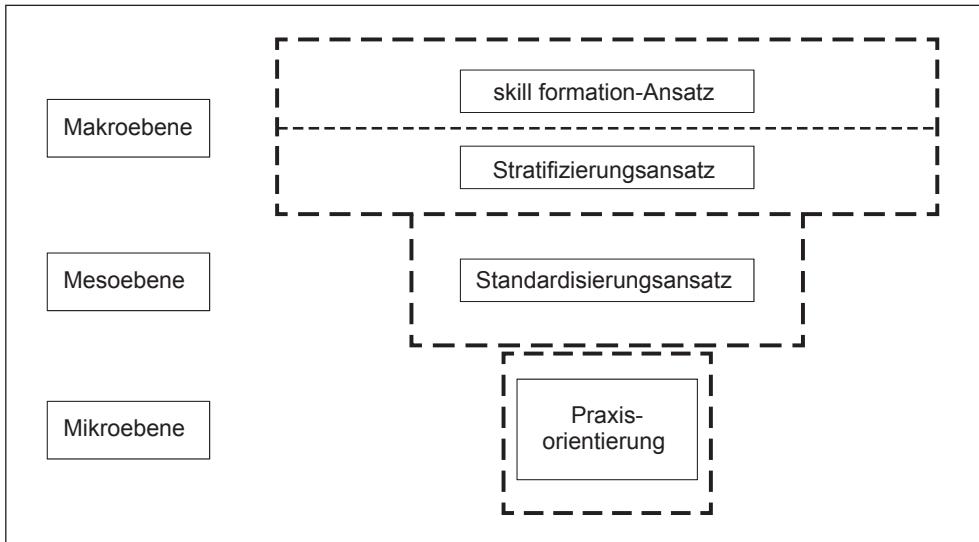 skill formation-Ansatz
Makroebene
Stratifizierungsansatz
Mesoebene
Standardisierungsansatz
Mikroebene
Praxis-
orientierung